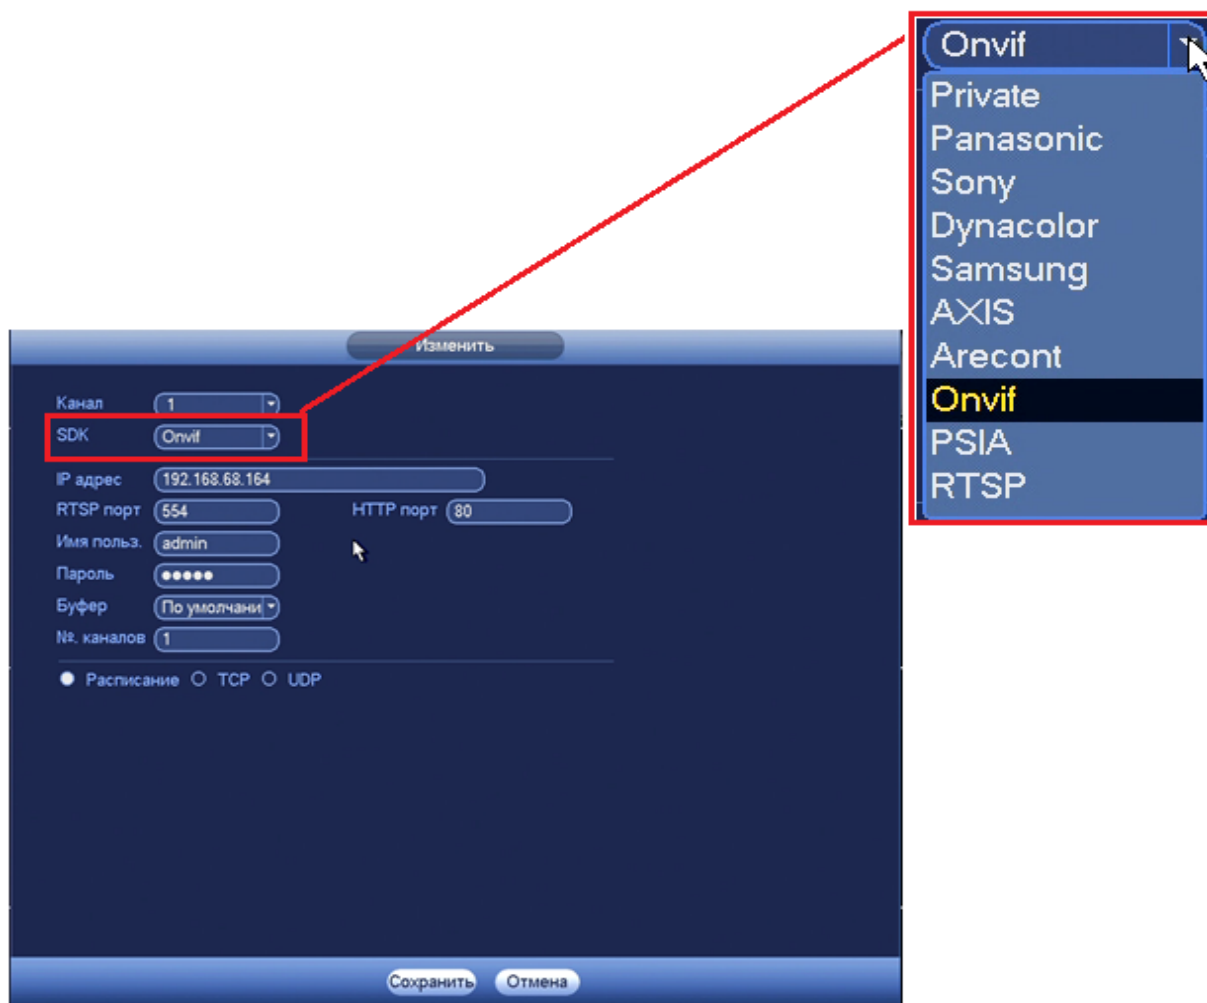 Onvif
Private
Panasonic
Sony
Dynacolor
Samsung
AXIS
Arecont
Onvif
PSIA
RTSP
Изменить
Канал 1
SDK Onvif
IP адрес 192.168.68.164
RTSP порт 554 HTTP порт 80
Имя польз. admin
Пароль •••••
Буфер По умолчани
№. каналов 1
Расписание TCP UDP
Сохранить Отмена